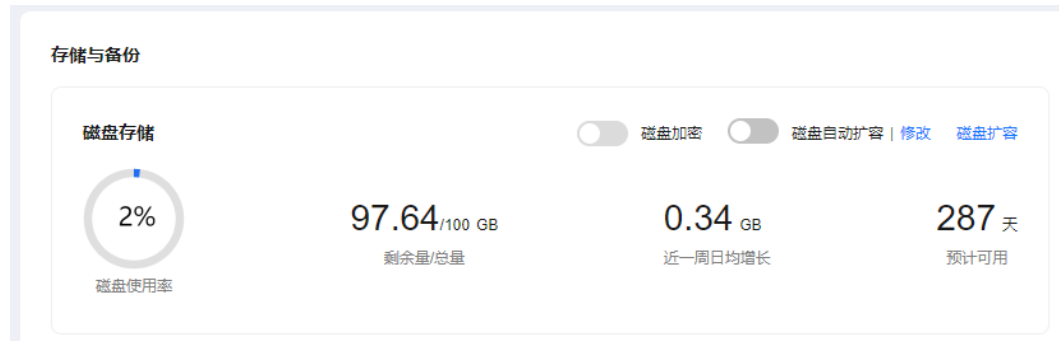 存储与备份
磁盘存储 磁盘加密 磁盘自动扩容 | 修改 磁盘扩容
2% 97.64/100 GB 0.34 GB 287 天
剩余量/总量 近一周日均增长 预计可用
磁盘使用率